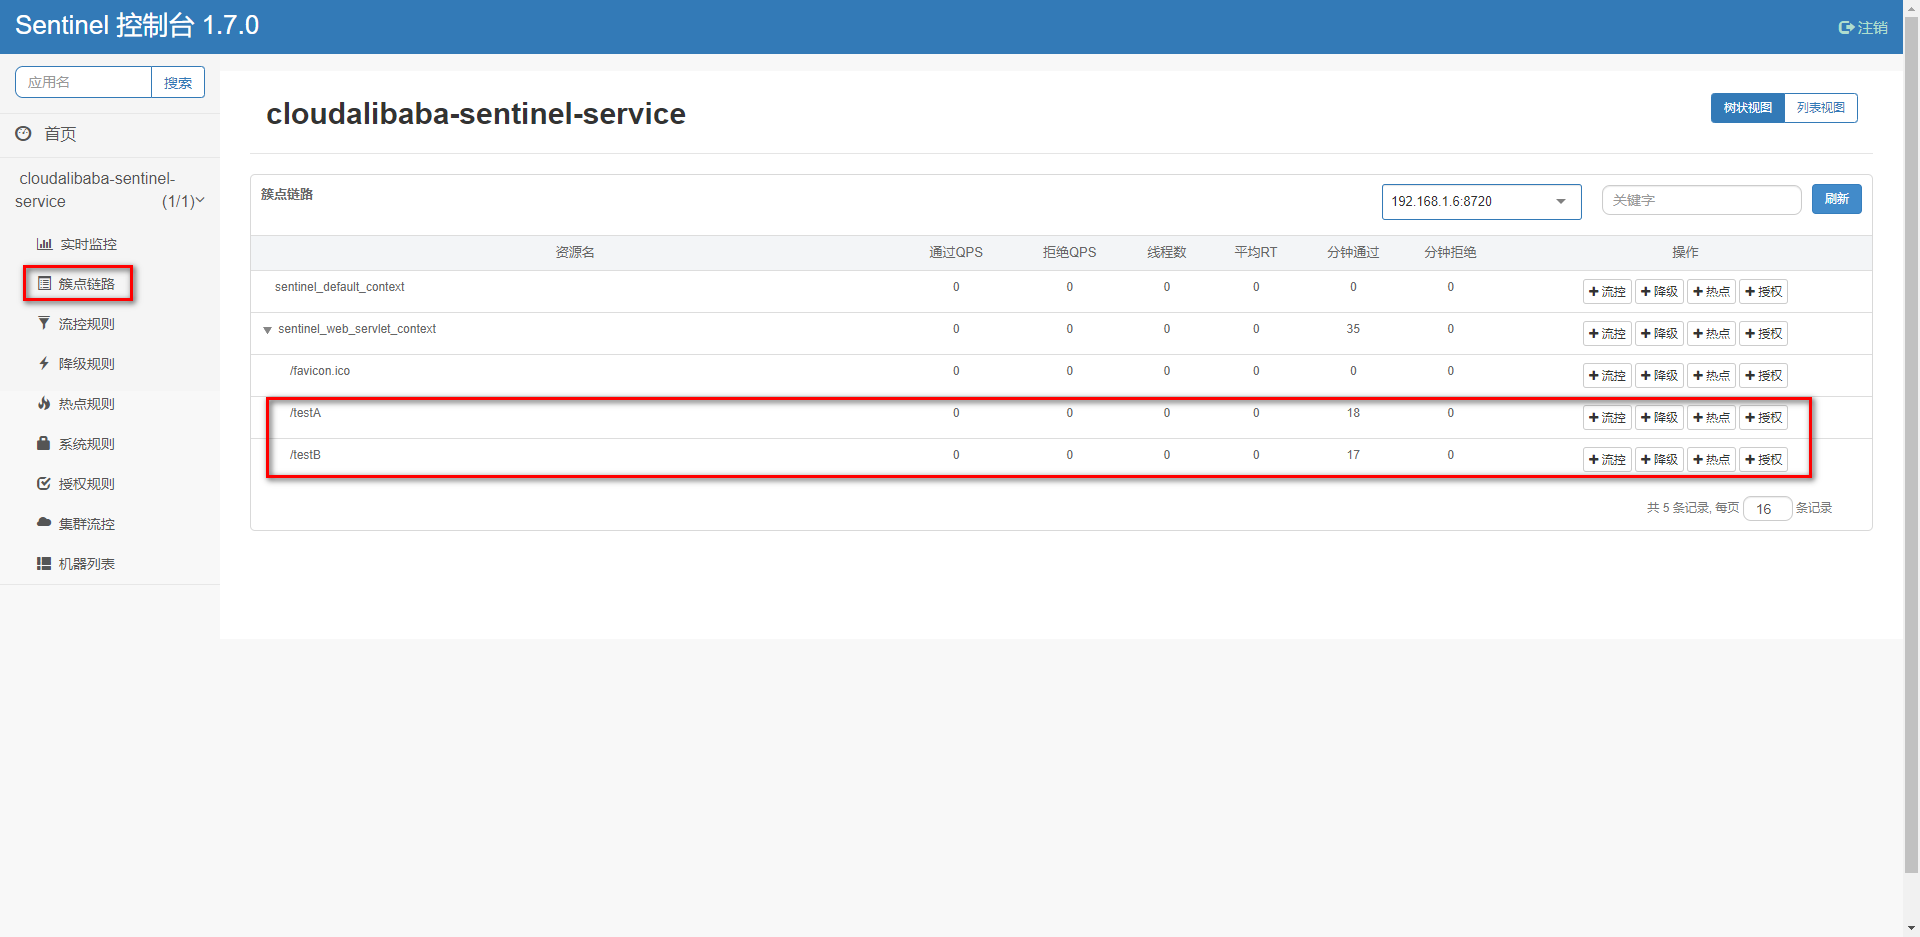 Sentinel 控制台 1.7.0
注销
应用名 搜索
首页
cloudalibaba-sentinel-
service (1/1)
实时监控
簇点链路
流控规则
降级规则
热点规则
系统规则
授权规则
集群流控
机器列表
cloudalibaba-sentinel-service
树状视图 列表视图
簇点链路 192.168.1.6:8720 关键字 刷新
资源名 通过QPS 拒绝QPS 线程数 平均RT 分钟通过 分钟拒绝 操作
sentinel_default_context 0 0 0 0 0 0 流控 降级 热点 授权
sentinel_web_servlet_context 0 0 0 0 35 0 流控 降级 热点 授权
/favicon.ico 0 0 0 0 0 0 流控 降级 热点 授权
/testA 0 0 0 0 18 0 流控 降级 热点 授权
/testB 0 0 0 0 17 0 流控 降级 热点 授权
共 5 条记录, 每页 16 条记录